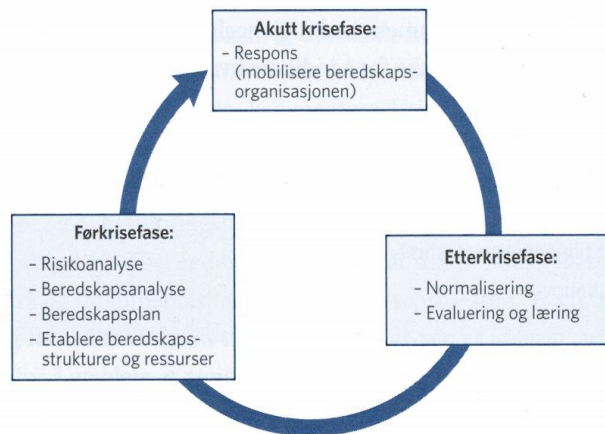 Akutt krisefase:
– Respons
(mobilisere beredskaps-
organisasjonen)
Førkrisefase:
– Risikoanalyse
– Beredskapsanalyse
– Beredskapsplan
– Etablere beredskaps-
strukturer og ressurser
Etterkrisefase:
– Normalisering
– Evaluering og læring